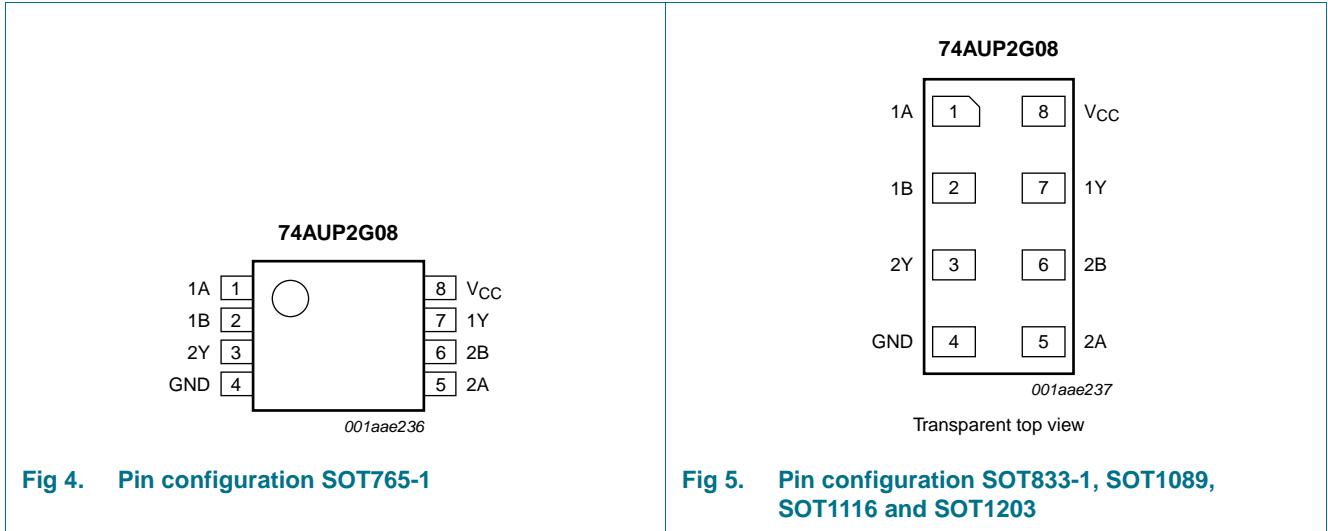 74AUP2G08
1A 1 8 VCC
1B 2 7 1Y
2Y 3 6 2B
GND 4 5 2A
001aae236
Fig 4. Pin configuration SOT765-1
74AUP2G08
1A 1 8 VCC
1B 2 7 1Y
2Y 3 6 2B
GND 4 5 2A
001aae237
Transparent top view
Fig 5. Pin configuration SOT833-1, SOT1089,
SOT1116 and SOT1203